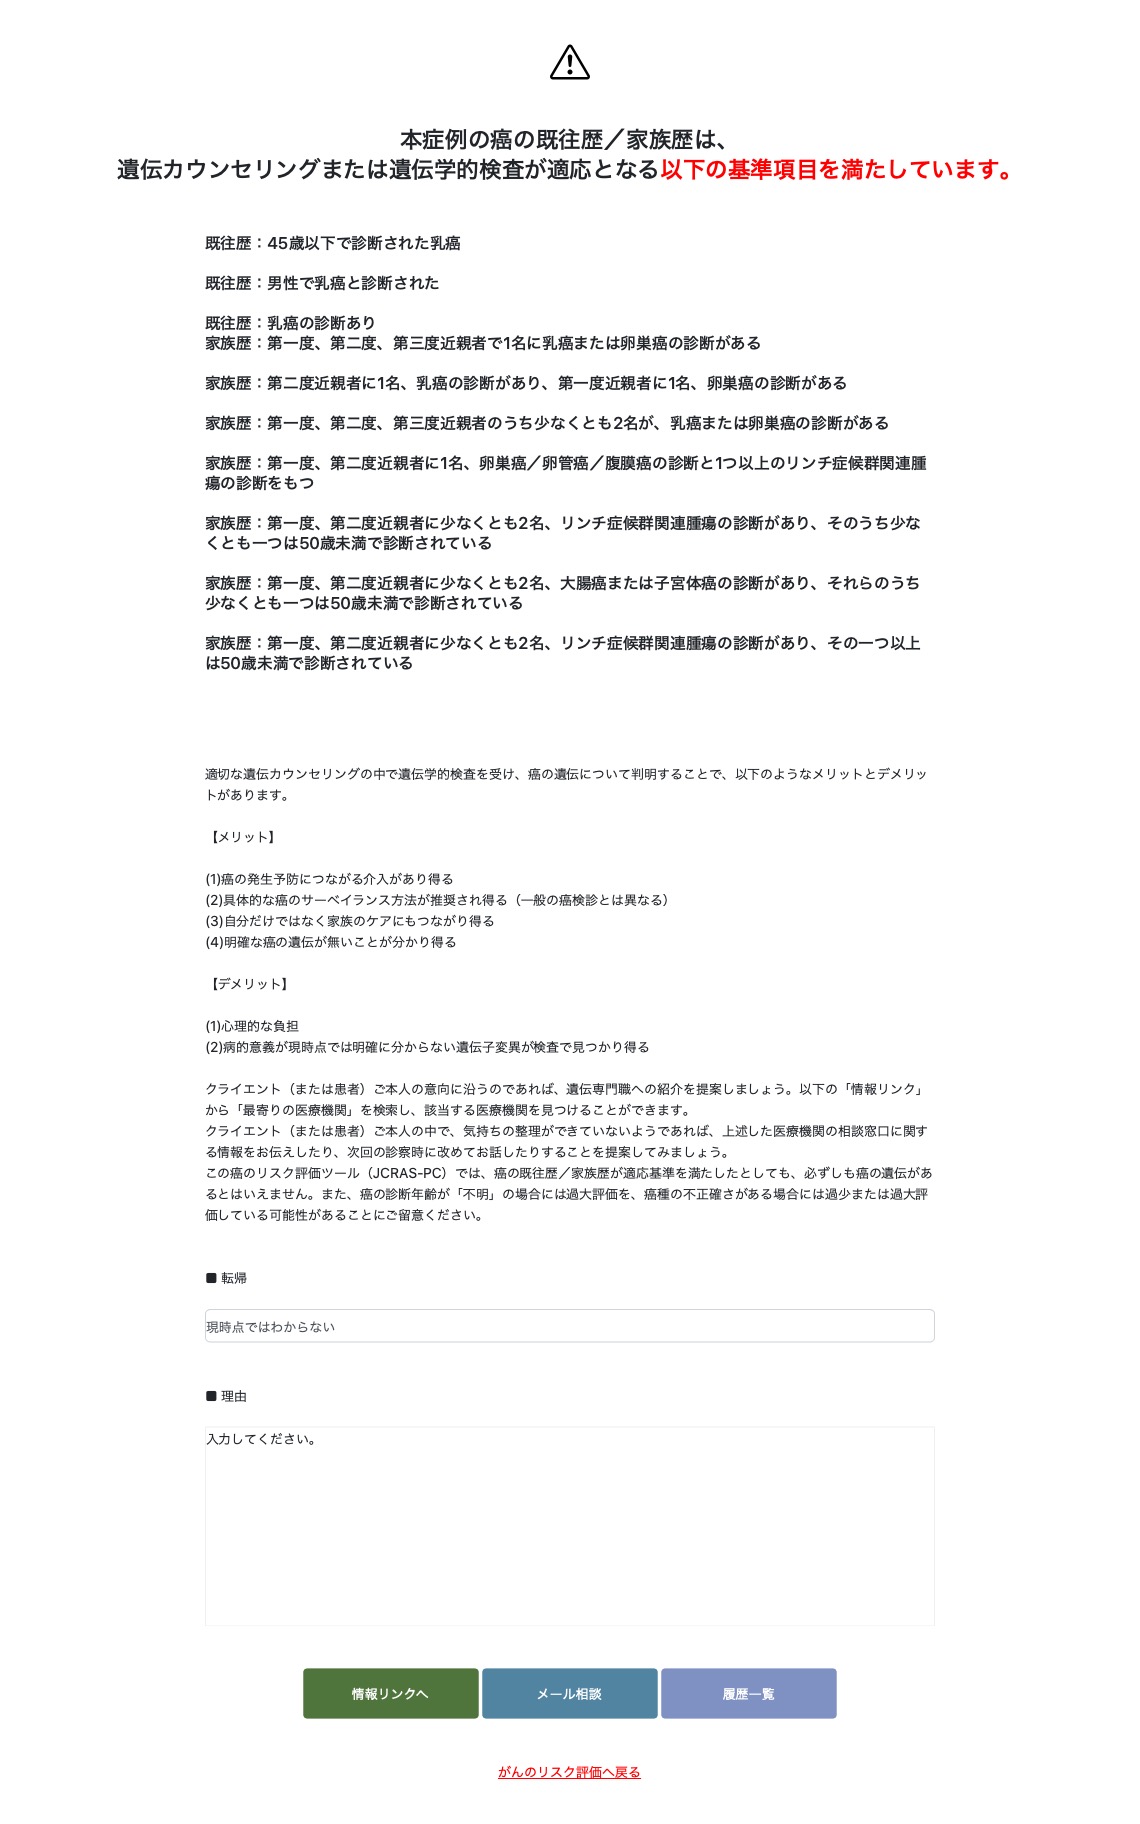 本症例の癌の既往歴／家族歴は、
遺伝カウンセリングまたは遺伝学的検査が適応となる以下の基準項目を満たしています。
既往歴：45歳以下で診断された乳癌
既往歴：男性で乳癌と診断された
既往歴：乳癌の診断あり
家族歴：第一度、第二度、第三度近親者で1名に乳癌または卵巣癌の診断がある
家族歴：第二度近親者に1名、乳癌の診断があり、第一度近親者に1名、卵巣癌の診断がある
家族歴：第一度、第二度、第三度近親者のうち少なくとも2名が、乳癌または卵巣癌の診断がある
家族歴：第一度、第二度近親者に1名、卵巣癌／卵管癌／腹膜癌の診断と1つ以上のリンチ症候群関連腫
瘍の診断をもつ
家族歴：第一度、第二度近親者に少なくとも2名、リンチ症候群関連腫瘍の診断があり、そのうち少な
くとも一つは50歳未満で診断されている
家族歴：第一度、第二度近親者に少なくとも2名、大腸癌または子宮体癌の診断があり、それらのうち
少なくとも一つは50歳未満で診断されている
家族歴：第一度、第二度近親者に少なくとも2名、リンチ症候群関連腫瘍の診断があり、その一つ以上
は50歳未満で診断されている
適切な遺伝カウンセリングの中で遺伝学的検査を受け、癌の遺伝について判明することで、以下のようなメリットとデメリッ
トがあります。
【メリット】
(1)癌の発生予防につながる介入があり得る
(2)具体的な癌のサーベイランス方法が推奨され得る（一般の癌検診とは異なる）
(3)自分だけではなく家族のケアにもつながり得る
(4)明確な癌の遺伝が無いことが分かり得る
【デメリット】
(1)心理的な負担
(2)病的意義が現時点では明確に分からない遺伝子変異が検査で見つかり得る
クライエント（または患者）ご本人の意向に沿うのであれば、遺伝専門職への紹介を提案しましょう。以下の「情報リンク」
から「最寄りの医療機関」を検索し、該当する医療機関を見つけることができます。
クライエント（または患者）ご本人の中で、気持ちの整理ができていないようであれば、上述した医療機関の相談窓口に関す
る情報をお伝えしたり、次回の診察時に改めてお話したりすることを提案してみましょう。
この癌のリスク評価ツール（JCRAS-PC）では、癌の既往歴／家族歴が適応基準を満たしたとしても、必ずしも癌の遺伝があ
るとはいえません。また、癌の診断年齢が「不明」の場合には過大評価を、癌種の不正確さがある場合には過少または過大評
価している可能性があることにご留意ください。
■ 転帰
現時点ではわからない
■ 理由
入力してください。
情報リンクへ
メール相談
履歴一覧
がんのリスク評価へ戻る